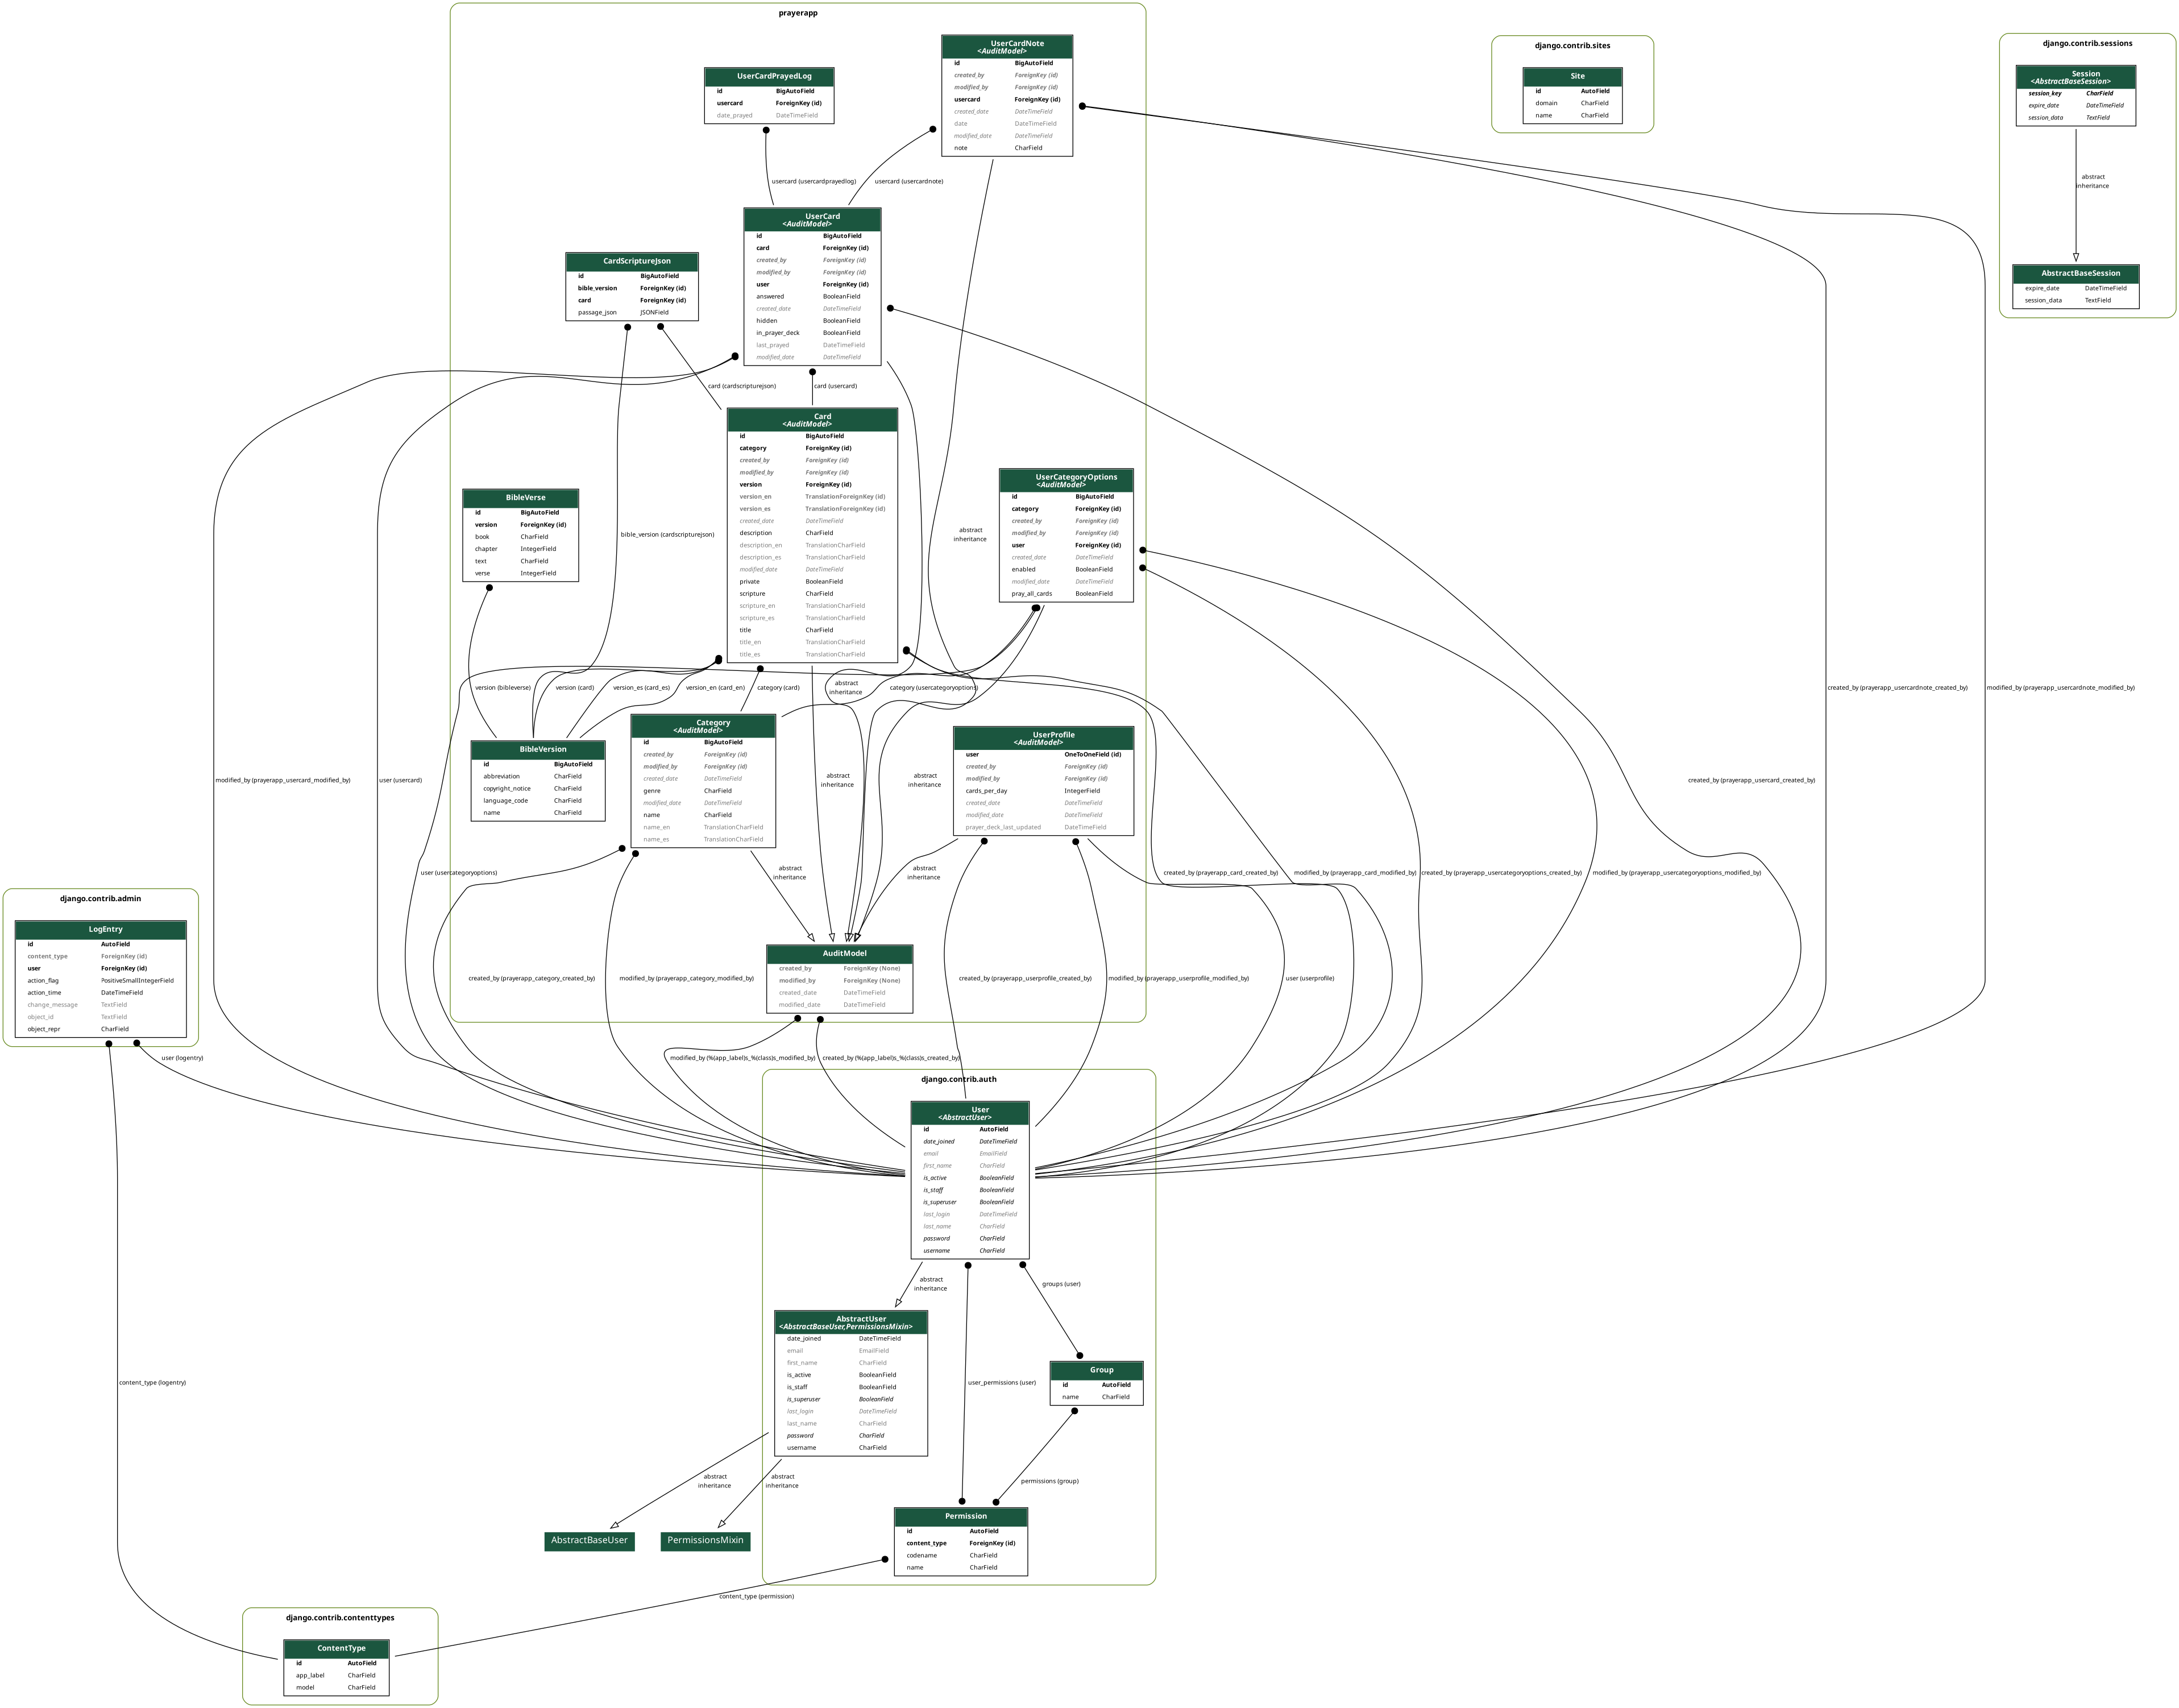 prayerapp
UserCardNote
<AuditModel>
id BigAutoField
created_by ForeignKey (id)
modified_by ForeignKey (id)
usercard ForeignKey (id)
created_date DateTimeField
date DateTimeField
modified_date DateTimeField
note CharField
UserCardPrayedLog
id BigAutoField
usercard ForeignKey (id)
date_prayed DateTimeField
django.contrib.sites
Site
id AutoField
domain CharField
name CharField
django.contrib.sessions
Session
<AbstractBaseSession>
session_key CharField
expire_date DateTimeField
session_data TextField
abstract
inheritance
AbstractBaseSession
expire_date DateTimeField
session_data TextField
usercard (usercardprayedlog)
usercard (usercardnote)
UserCard
<AuditModel>
id BigAutoField
card ForeignKey (id)
created_by ForeignKey (id)
modified_by ForeignKey (id)
user ForeignKey (id)
answered BooleanField
created_date DateTimeField
hidden BooleanField
in_prayer_deck BooleanField
last_prayed DateTimeField
modified_date DateTimeField
CardScriptureJson
id BigAutoField
bible_version ForeignKey (id)
card ForeignKey (id)
passage_json JSONField
card (cardscripturejson)
card (usercard)
Card
<AuditModel>
id BigAutoField
category ForeignKey (id)
created_by ForeignKey (id)
modified_by ForeignKey (id)
version ForeignKey (id)
version_en TranslationForeignKey (id)
version_es TranslationForeignKey (id)
created_date DateTimeField
description CharField
description_en TranslationCharField
description_es TranslationCharField
modified_date DateTimeField
private BooleanField
scripture CharField
scripture_en TranslationCharField
scripture_es TranslationCharField
title CharField
title_en TranslationCharField
title_es TranslationCharField
UserCategoryOptions
<AuditModel>
id BigAutoField
category ForeignKey (id)
created_by ForeignKey (id)
modified_by ForeignKey (id)
user ForeignKey (id)
created_date DateTimeField
enabled BooleanField
modified_date DateTimeField
pray_all_cards BooleanField
BibleVerse
id BigAutoField
version ForeignKey (id)
book CharField
chapter IntegerField
text CharField
verse IntegerField
bible_version (cardscripturejson)
abstract
inheritance
version (bibleverse)
version (card)
version_es (card_es)
version_en (card_en)
category (card)
abstract
inheritance
category (usercategoryoptions)
created_by (prayerapp_usercardnote_created_by)
modified_by (prayerapp_usercardnote_modified_by)
BibleVersion
id BigAutoField
abbreviation CharField
copyright_notice CharField
language_code CharField
name CharField
Category
<AuditModel>
id BigAutoField
created_by ForeignKey (id)
modified_by ForeignKey (id)
created_date DateTimeField
genre CharField
modified_date DateTimeField
name CharField
name_en TranslationCharField
name_es TranslationCharField
UserProfile
<AuditModel>
user OneToOneField (id)
created_by ForeignKey (id)
modified_by ForeignKey (id)
cards_per_day IntegerField
created_date DateTimeField
modified_date DateTimeField
prayer_deck_last_updated DateTimeField
modified_by (prayerapp_usercard_modified_by)
user (usercard)
abstract
inheritance
abstract
inheritance
created_by (prayerapp_usercard_created_by)
user (usercategoryoptions)
abstract
inheritance
abstract
inheritance
created_by (prayerapp_card_created_by)
modified_by (prayerapp_card_modified_by)
created_by (prayerapp_usercategoryoptions_created_by)
modified_by (prayerapp_usercategoryoptions_modified_by)
django.contrib.admin
LogEntry
id AutoField
content_type ForeignKey (id)
user ForeignKey (id)
action_flag PositiveSmallIntegerField
action_time DateTimeField
change_message TextField
object_id TextField
object_repr CharField
created_by (prayerapp_category_created_by)
modified_by (prayerapp_category_modified_by)
AuditModel
created_by ForeignKey (None)
modified_by ForeignKey (None)
created_date DateTimeField
modified_date DateTimeField
created_by (prayerapp_userprofile_created_by)
modified_by (prayerapp_userprofile_modified_by)
user (userprofile)
user (logentry)
modified_by (%(app_label)s_%(class)s_modified_by)
created_by (%(app_label)s_%(class)s_created_by)
django.contrib.auth
User
<AbstractUser>
id AutoField
date_joined DateTimeField
email EmailField
first_name CharField
is_active BooleanField
is_staff BooleanField
is_superuser BooleanField
last_login DateTimeField
last_name CharField
password CharField
username CharField
abstract
inheritance
groups (user)
AbstractUser
<AbstractBaseUser,PermissionsMixin>
date_joined DateTimeField
email EmailField
first_name CharField
is_active BooleanField
is_staff BooleanField
is_superuser BooleanField
last_login DateTimeField
last_name CharField
password CharField
username CharField
content_type (logentry)
user_permissions (user)
Group
id AutoField
name CharField
abstract
inheritance
abstract
inheritance
permissions (group)
AbstractBaseUser
PermissionsMixin
Permission
id AutoField
content_type ForeignKey (id)
codename CharField
name CharField
content_type (permission)
django.contrib.contenttypes
ContentType
id AutoField
app_label CharField
model CharField